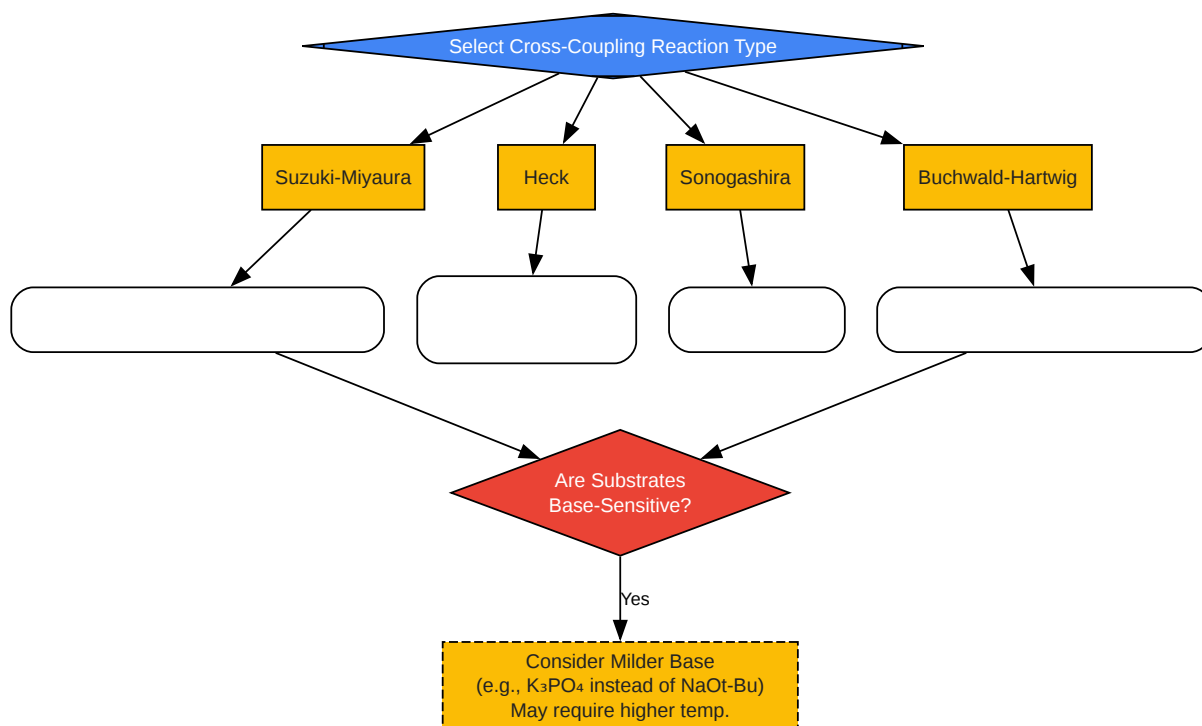 Select Cross-Coupling Reaction Type
Suzuki-Miyaura
Heck
Sonogashira
Buchwald-Hartwig
Are Substrates
Base-Sensitive?
Yes
Consider Milder Base
(e.g., K₃PO₄ instead of NaOt-Bu)
May require higher temp.